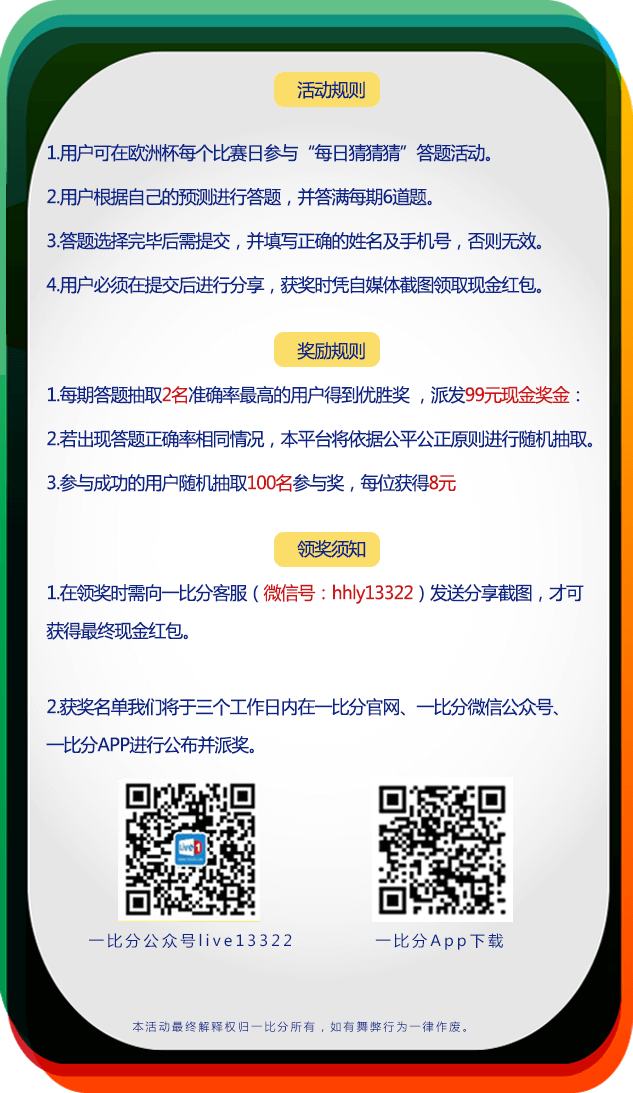 活动规则
1.用户可在欧洲杯每个比赛日参与“每日猜猜猜”答题活动。
2.用户根据自己的预测进行答题，并答满每期6道题。
3.答题选择完毕后需提交，并填写正确的姓名及手机号，否则无效。
4.用户必须在提交后进行分享，获奖时凭自媒体截图领取现金红包。
奖励规则
1.每期答题抽取2名准确率最高的用户得到优胜奖 ，派发99元现金奖金：
2.若出现答题正确率相同情况，本平台将依据公平公正原则进行随机抽取。
3.参与成功的用户随机抽取100名参与奖，每位获得8元
领奖须知
1.在领奖时需向一比分客服（微信号：hhly13322）发送分享截图，才可
获得最终现金红包。
2.获奖名单我们将于三个工作日内在一比分官网、一比分微信公众号、
一比分APP进行公布并派奖。
Live1
一比分公众号live13322
一比分App下载
本活动最终解释权归一比分所有，如有舞弊行为一律作废。